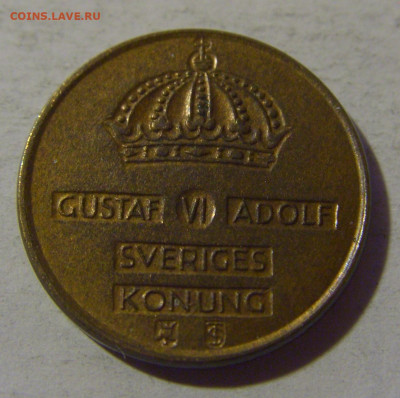 COINS.LAVE.RU
GUSTAF VI ADOLF
SVERIGES
KONUNG